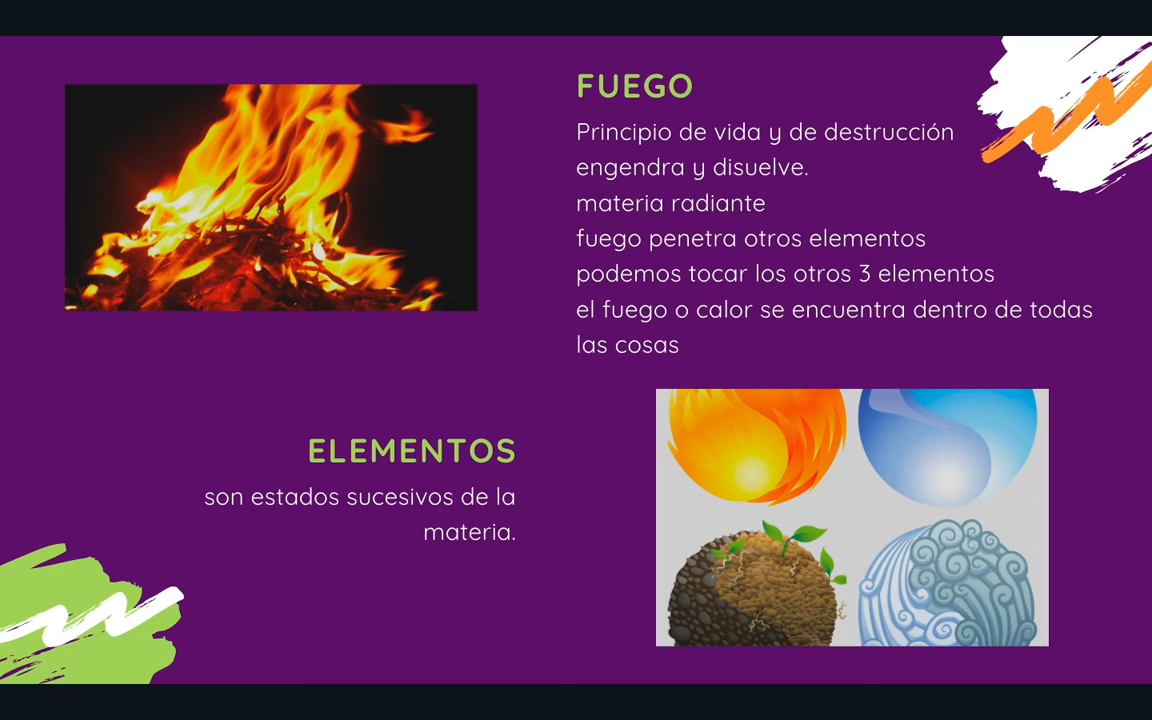 FUEGO
Principio de vida y de destrucción
engendra y disuelve.
materia radiante
fuego penetra otros elementos
podemos tocar los otros 3 elementos
el fuego o calor se encuentra dentro de todas
las cosas
ELEMENTOS
son estados sucesivos de la
materia.